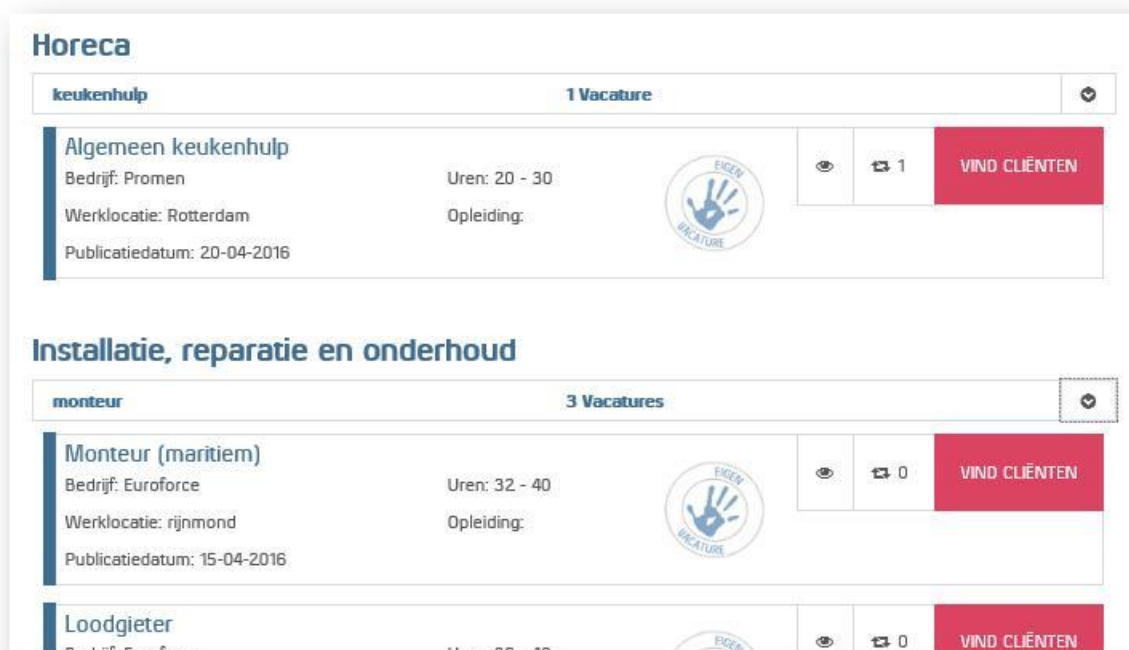 Horeca
keukenhulp 1 Vacature
Algemeen keukenhulp
Bedrijf: Promen Uren: 20 - 30
Werklocatie: Rotterdam Opleiding:
Publicatiedatum: 20-04-2016
EIGEN VACATURE
1 VIND CLIËNTEN
Installatie, reparatie en onderhoud
monteur 3 Vacatures
Monteur (maritiem)
Bedrijf: Euroforce Uren: 32 - 40
Werklocatie: rijnmond Opleiding:
Publicatiedatum: 15-04-2016
EIGEN VACATURE
0 VIND CLIËNTEN
Loodgieter
EIGEN
0 VIND CLIËNTEN